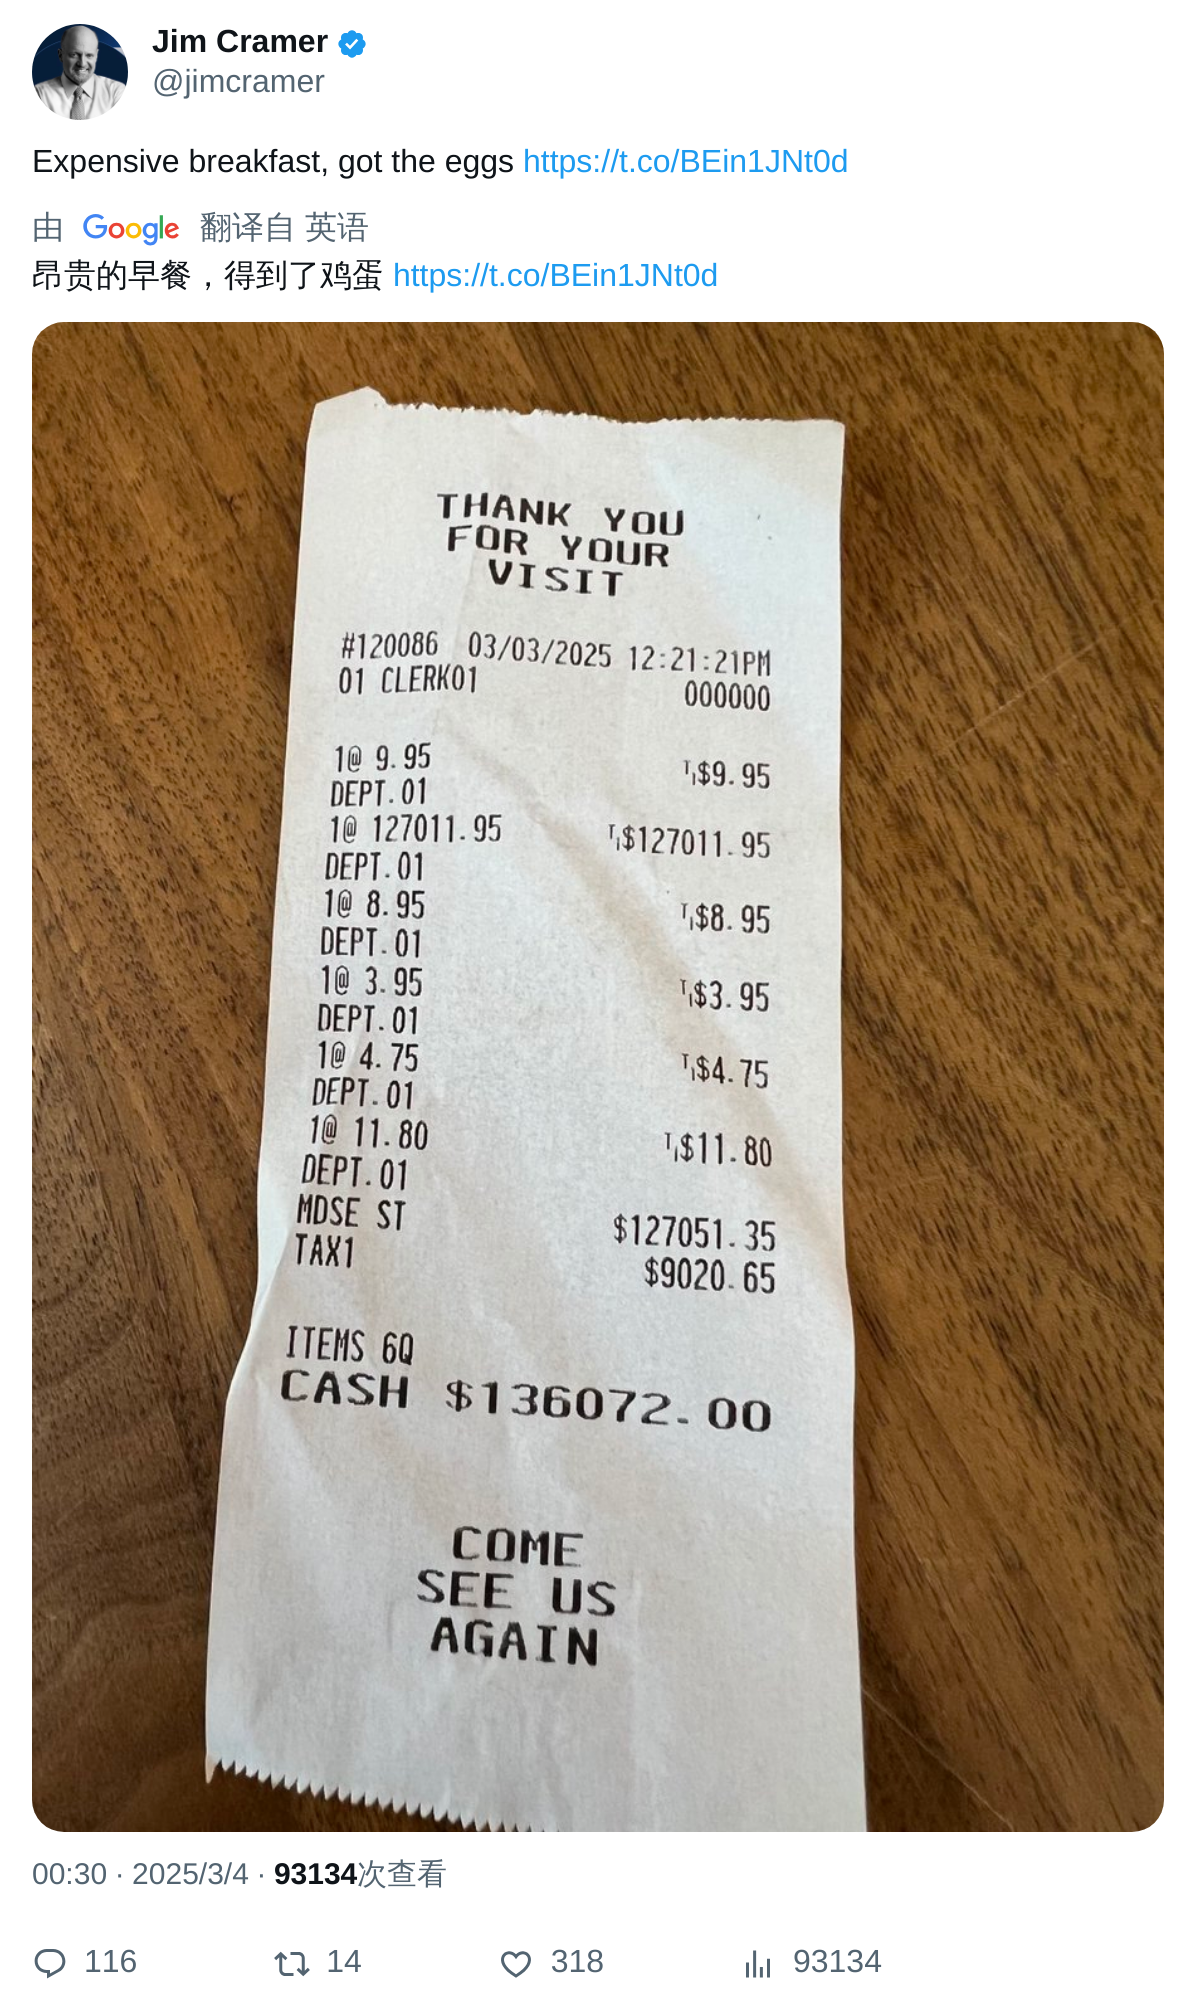 Jim Cramer
@jimcramer
Expensive breakfast, got the eggs https://t.co/BEin1JNt0d
由 Google 翻译自 英语
昂贵的早餐，得到了鸡蛋 https://t.co/BEin1JNt0d
THANK YOU
FOR YOUR
VISIT
#120086 03/03/2025 12:21:21PM
01 CLERK01 000000
1@ 9.95 T1$9.95
DEPT.01
1@ 127011.95 T1$127011.95
DEPT.01
1@ 8.95 T1$8.95
DEPT.01
1@ 3.95 T1$3.95
DEPT.01
1@ 4.75 T1$4.75
DEPT.01
1@ 11.80 T1$11.80
DEPT.01
MDSE ST $127051.35
TAX1 $9020.65
ITEMS 6Q
CASH $136072.00
COME
SEE US
AGAIN
00:30 · 2025/3/4 · 93134次查看
116 14 318 93134